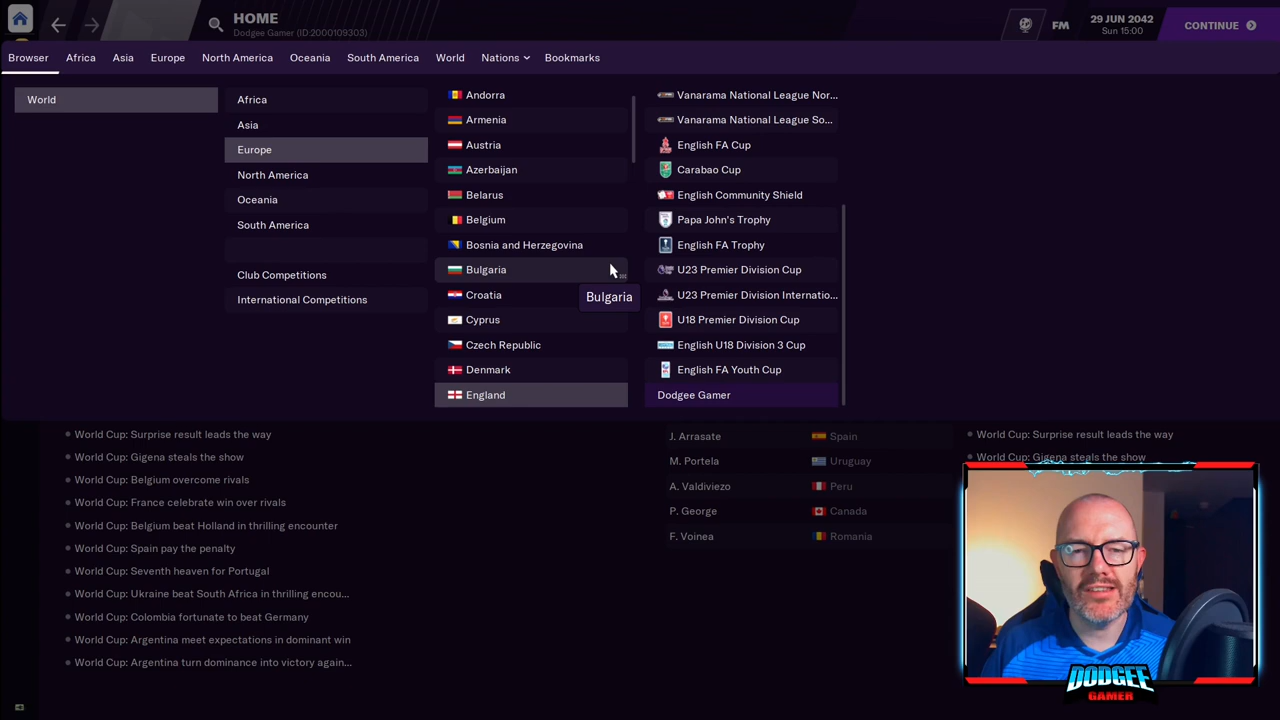 HOME
Dodgee Gamer (ID:2000109303)
FM
29 JUN 2042
Sun 15:00
CONTINUE
Browser
Africa
Asia
Europe
North America
Oceania
South America
World
Nations
Bookmarks
World
Africa
Asia
Europe
North America
Oceania
South America
Club Competitions
International Competitions
Andorra
Armenia
Austria
Azerbaijan
Belarus
Belgium
Bosnia and Herzegovina
Bulgaria
Bulgaria
Croatia
Cyprus
Czech Republic
Denmark
England
Vanarama National League Nor...
Vanarama National League So...
English FA Cup
Carabao Cup
English Community Shield
Papa John's Trophy
English FA Trophy
U23 Premier Division Cup
U23 Premier Division Internatio...
U18 Premier Division Cup
English U18 Division 3 Cup
English FA Youth Cup
Dodgee Gamer
World Cup: Surprise result leads the way
World Cup: Gigena steals the show
World Cup: Belgium overcome rivals
World Cup: France celebrate win over rivals
World Cup: Belgium beat Holland in thrilling encounter
World Cup: Spain pay the penalty
World Cup: Seventh heaven for Portugal
World Cup: Ukraine beat South Africa in thrilling encou...
World Cup: Colombia fortunate to beat Germany
World Cup: Argentina meet expectations in dominant win
World Cup: Argentina turn dominance into victory again...
J. Arrasate Spain
M. Portela Uruguay
A. Valdiviezo Peru
P. George Canada
F. Voinea Romania
World Cup: Surprise result leads the way
World Cup: Gigena steals the show
DODGEE
GAMER